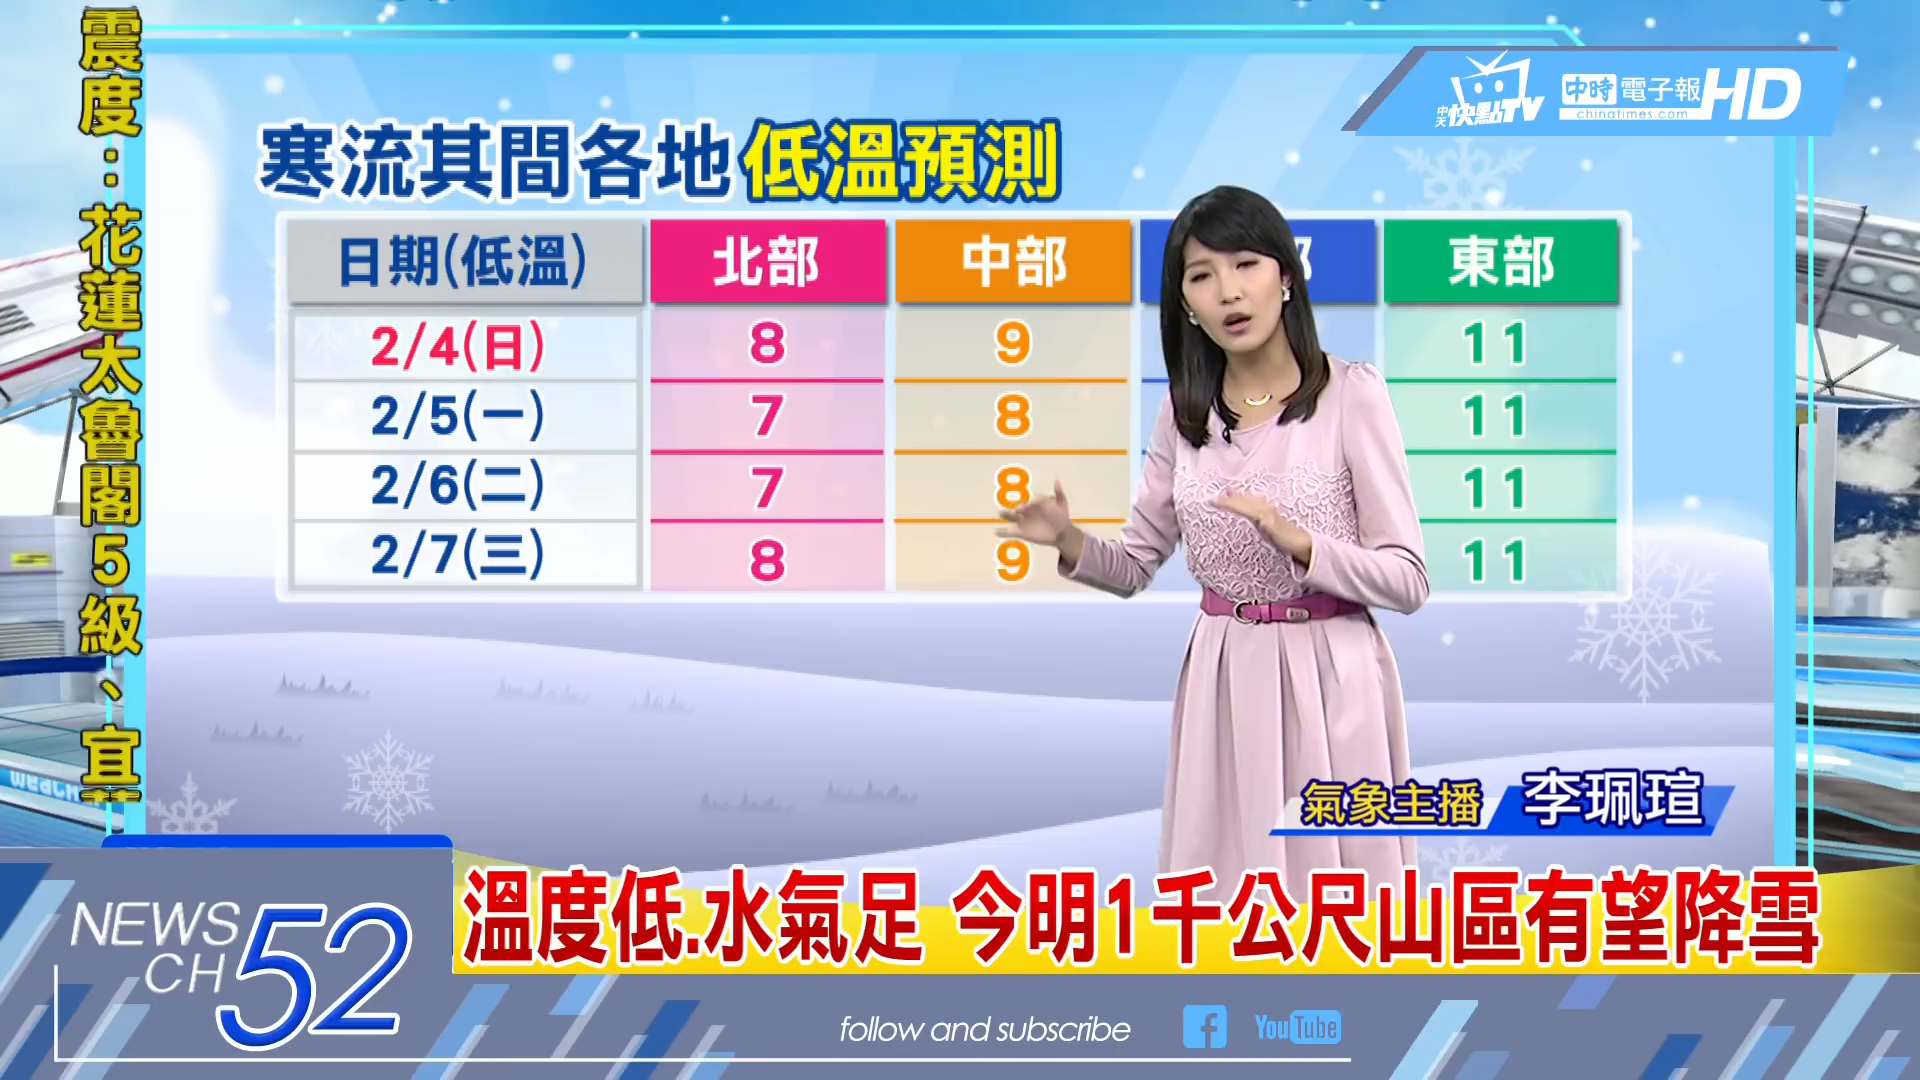 震度：花蓮太魯閣5級、宜
中天快點TV 中時電子報HD
chinatimes.com
寒流其間各地低溫預測
日期(低溫) 北部 中部 部 東部
2/4(日) 8 9 11
2/5(一) 7 8 11
2/6(二) 7 8 11
2/7(三) 8 9 11
氣象主播 李珮瑄
溫度低.水氣足 今明1千公尺山區有望降雪
NEWS CH 52
follow and subscribe f YouTube